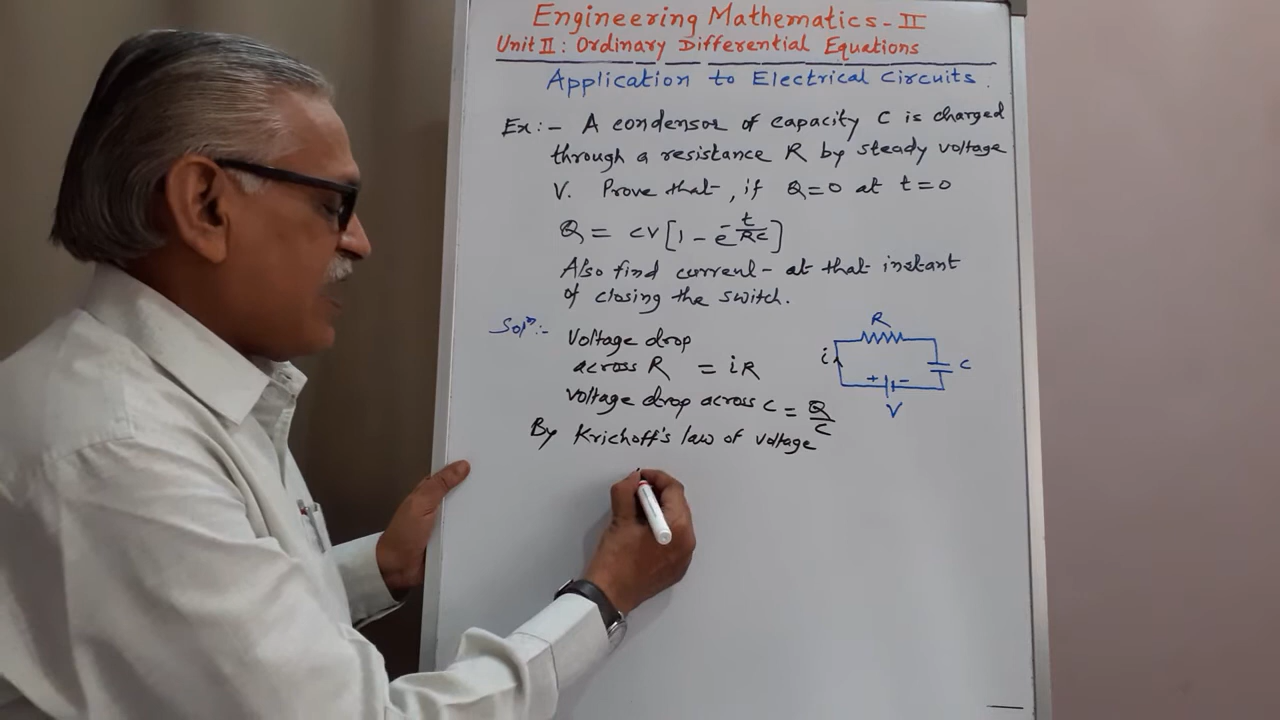 Engineering Mathematics - II
Unit II : Ordinary Differential Equations
Application to Electrical Circuits.
Ex:- A condensor of capacity C is charged
through a resistance R by steady voltage
V. Prove that, if Q=0 at t=0
Q = CV[1 - e^{-t/RC}]
Also find current at that instant
of closing the switch.
Solⁿ:- Voltage drop
across R = iR
Voltage drop across C = Q/C
By Krichoff's law of voltage
R
i
C
+ -
V